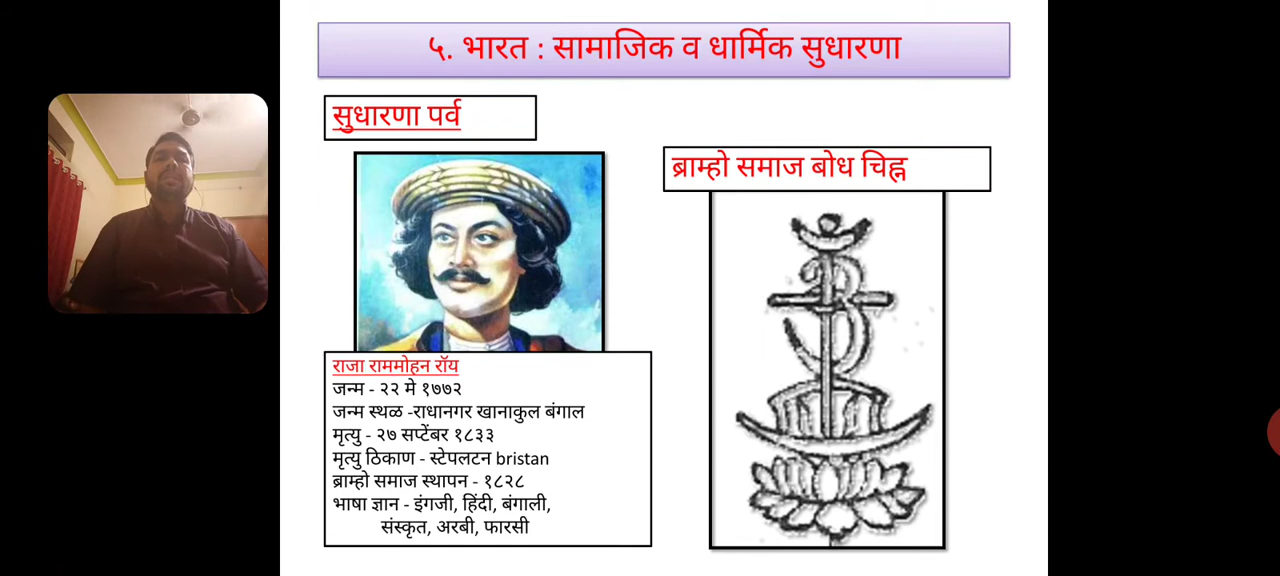 ५. भारत : सामाजिक व धार्मिक सुधारणा
सुधारणा पर्व
ब्राम्हो समाज बोध चिह्न
राजा राममोहन रॉय
जन्म - २२ मे १७७२
जन्म स्थळ -राधानगर खानाकुल बंगाल
मृत्यु - २७ सप्टेंबर १८३३
मृत्यु ठिकाण - स्टेपलटन bristan
ब्राम्हो समाज स्थापन - १८२८
भाषा ज्ञान - इंगजी, हिंदी, बंगाली,
संस्कृत, अरबी, फारसी